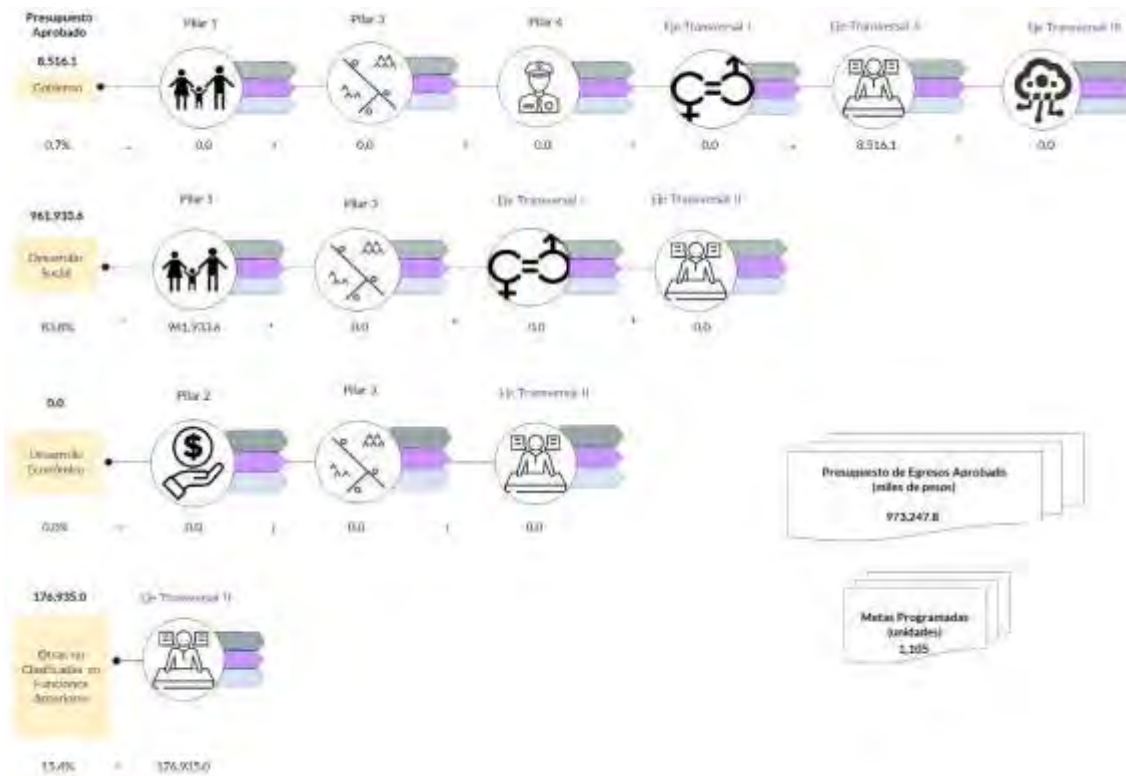 Presupuesto
Aprobado
Pilar 1
Pilar 3
Pilar 4
Eje Transversal I
Eje Transversal II
Eje Transversal III
8,516.1
Gobierno
0.7%
0.0
0.0
0.0
0.0
8,516.1
0.0
Pilar 1
Pilar 3
Eje Transversal I
Eje Transversal II
961,933.6
Desarrollo
Social
83.8%
961,933.6
0.0
0.0
0.0
Pilar 2
Pilar 3
Eje Transversal II
0.0
Desarrollo
Económico
0.0%
0.0
0.0
0.0
Presupuesto de Egresos Aprobado
(miles de pesos)
973,247.8
176,935.0
Eje Transversal II
Otras no
Clasificadas en
Funciones
Anteriores
15.4%
176,935.0
Metas Programadas
(unidades)
1,105